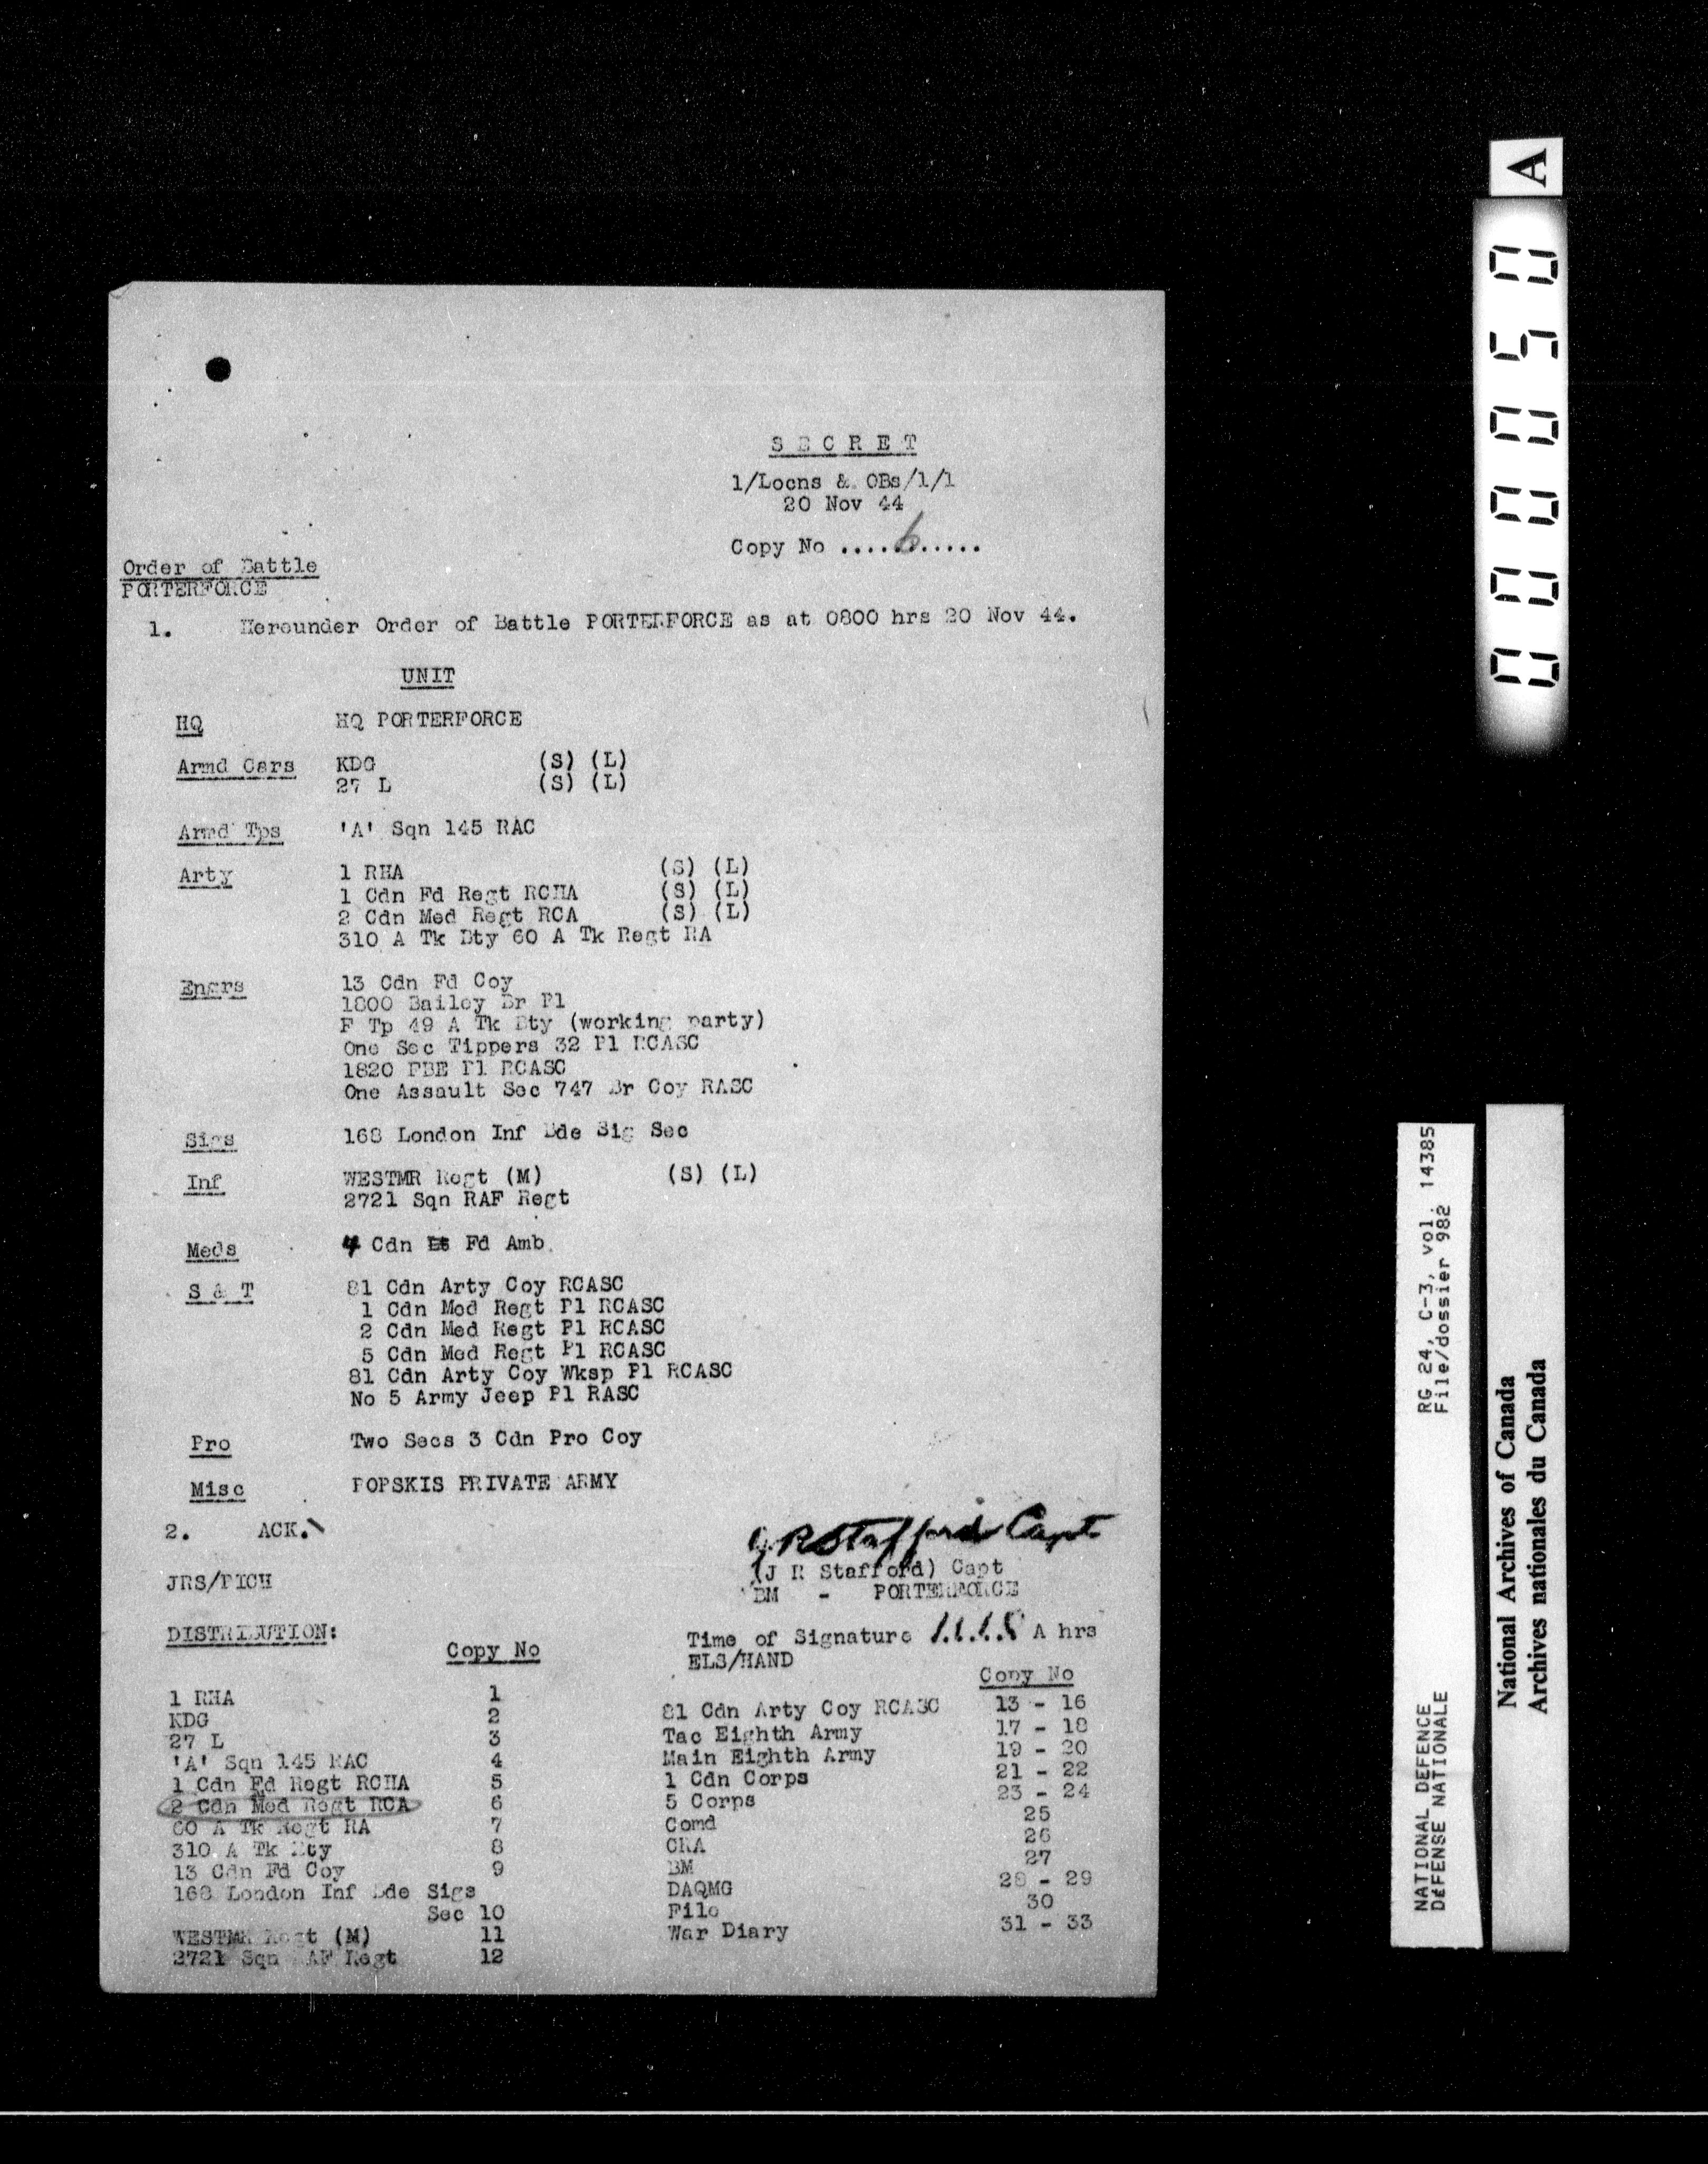 SECRET
1/Locns & OBs/1/1
20 Nov 44
Copy No .....6......
Order of Battle
PORTERFORCE
1. Hereunder Order of Battle PORTERFORCE as at 0800 hrs 20 Nov 44.
UNIT
HQ HQ PORTERFORCE
Armd Cars KDG (S) (L)
27 L (S) (L)
Armd Tps 'A' Sqn 145 RAC
Arty 1 RHA (S) (L)
1 Cdn Fd Regt RCHA (S) (L)
2 Cdn Med Regt RCA (S) (L)
310 A Tk Bty 60 A Tk Regt RA
Engrs 13 Cdn Fd Coy
1800 Bailey Br Pl
F Tp 49 A Tk Bty (working party)
One Sec Tippers 32 Pl RCASC
1820 FBE Pl RCASC
One Assault Sec 747 Br Coy RASC
Sigs 168 London Inf Bde Sig Sec
Inf WESTMR Regt (M) (S) (L)
2721 Sqn RAF Regt
Meds 4 Cdn Fd Amb.
S & T 81 Cdn Arty Coy RCASC
1 Cdn Med Regt Pl RCASC
2 Cdn Med Regt Pl RCASC
5 Cdn Med Regt Pl RCASC
81 Cdn Arty Coy Wksp Pl RCASC
No 5 Army Jeep Pl RASC
Pro Two Secs 3 Cdn Pro Coy
Misc POPSKIS PRIVATE ARMY
2. ACK.
J.R Stafford Capt
(J R Stafford) Capt
JRS/PICH
BM - PORTERFORCE
DISTRIBUTION:
Time of Signature 1115 A hrs
ELS/HAND
Copy No
Copy No
1 RHA 1
KDG 2
27 L 3
'A' Sqn 145 RAC 4
1 Cdn Fd Regt RCHA 5
2 Cdn Med Regt RCA 6
60 A Tk Regt RA 7
310 A Tk Bty 8
13 Cdn Fd Coy 9
168 London Inf Bde Sigs
Sec 10
WESTMR Regt (M) 11
2721 Sqn RAF Regt 12
81 Cdn Arty Coy RCASC 13 - 16
Tac Eighth Army 17 - 18
Main Eighth Army 19 - 20
1 Cdn Corps 21 - 22
5 Corps 23 - 24
Comd 25
CRA 26
BM 27
DAQMG 28 - 29
File 30
War Diary 31 - 33
A
000050
RG 24, C-3, vol. 14385
File/dossier 982
NATIONAL DEFENCE
DÉFENSE NATIONALE
National Archives of Canada
Archives nationales du Canada